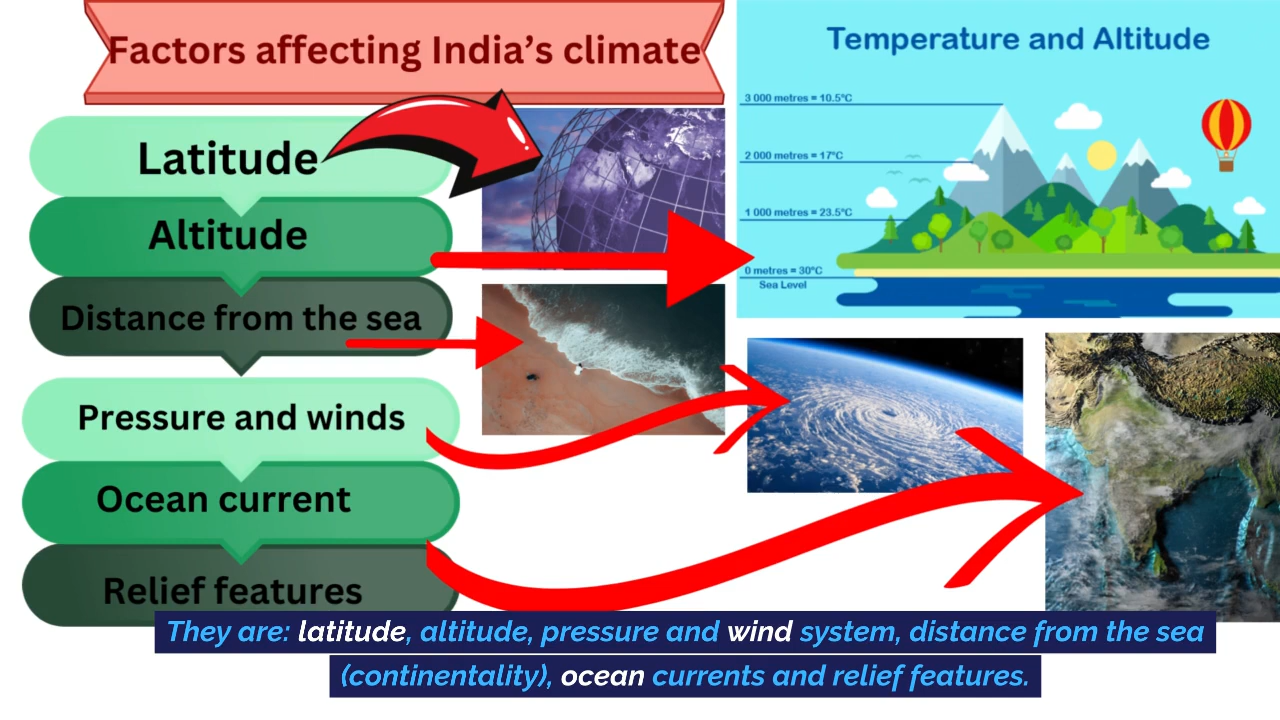 Factors affecting India's climate
Latitude
Altitude
Distance from the sea
Pressure and winds
Ocean current
Relief features
Temperature and Altitude
3 000 metres = 10.5°C
2 000 metres = 17°C
1 000 metres = 23.5°C
0 metres = 30°C
Sea Level
They are: latitude, altitude, pressure and wind system, distance from the sea
(continentality), ocean currents and relief features.